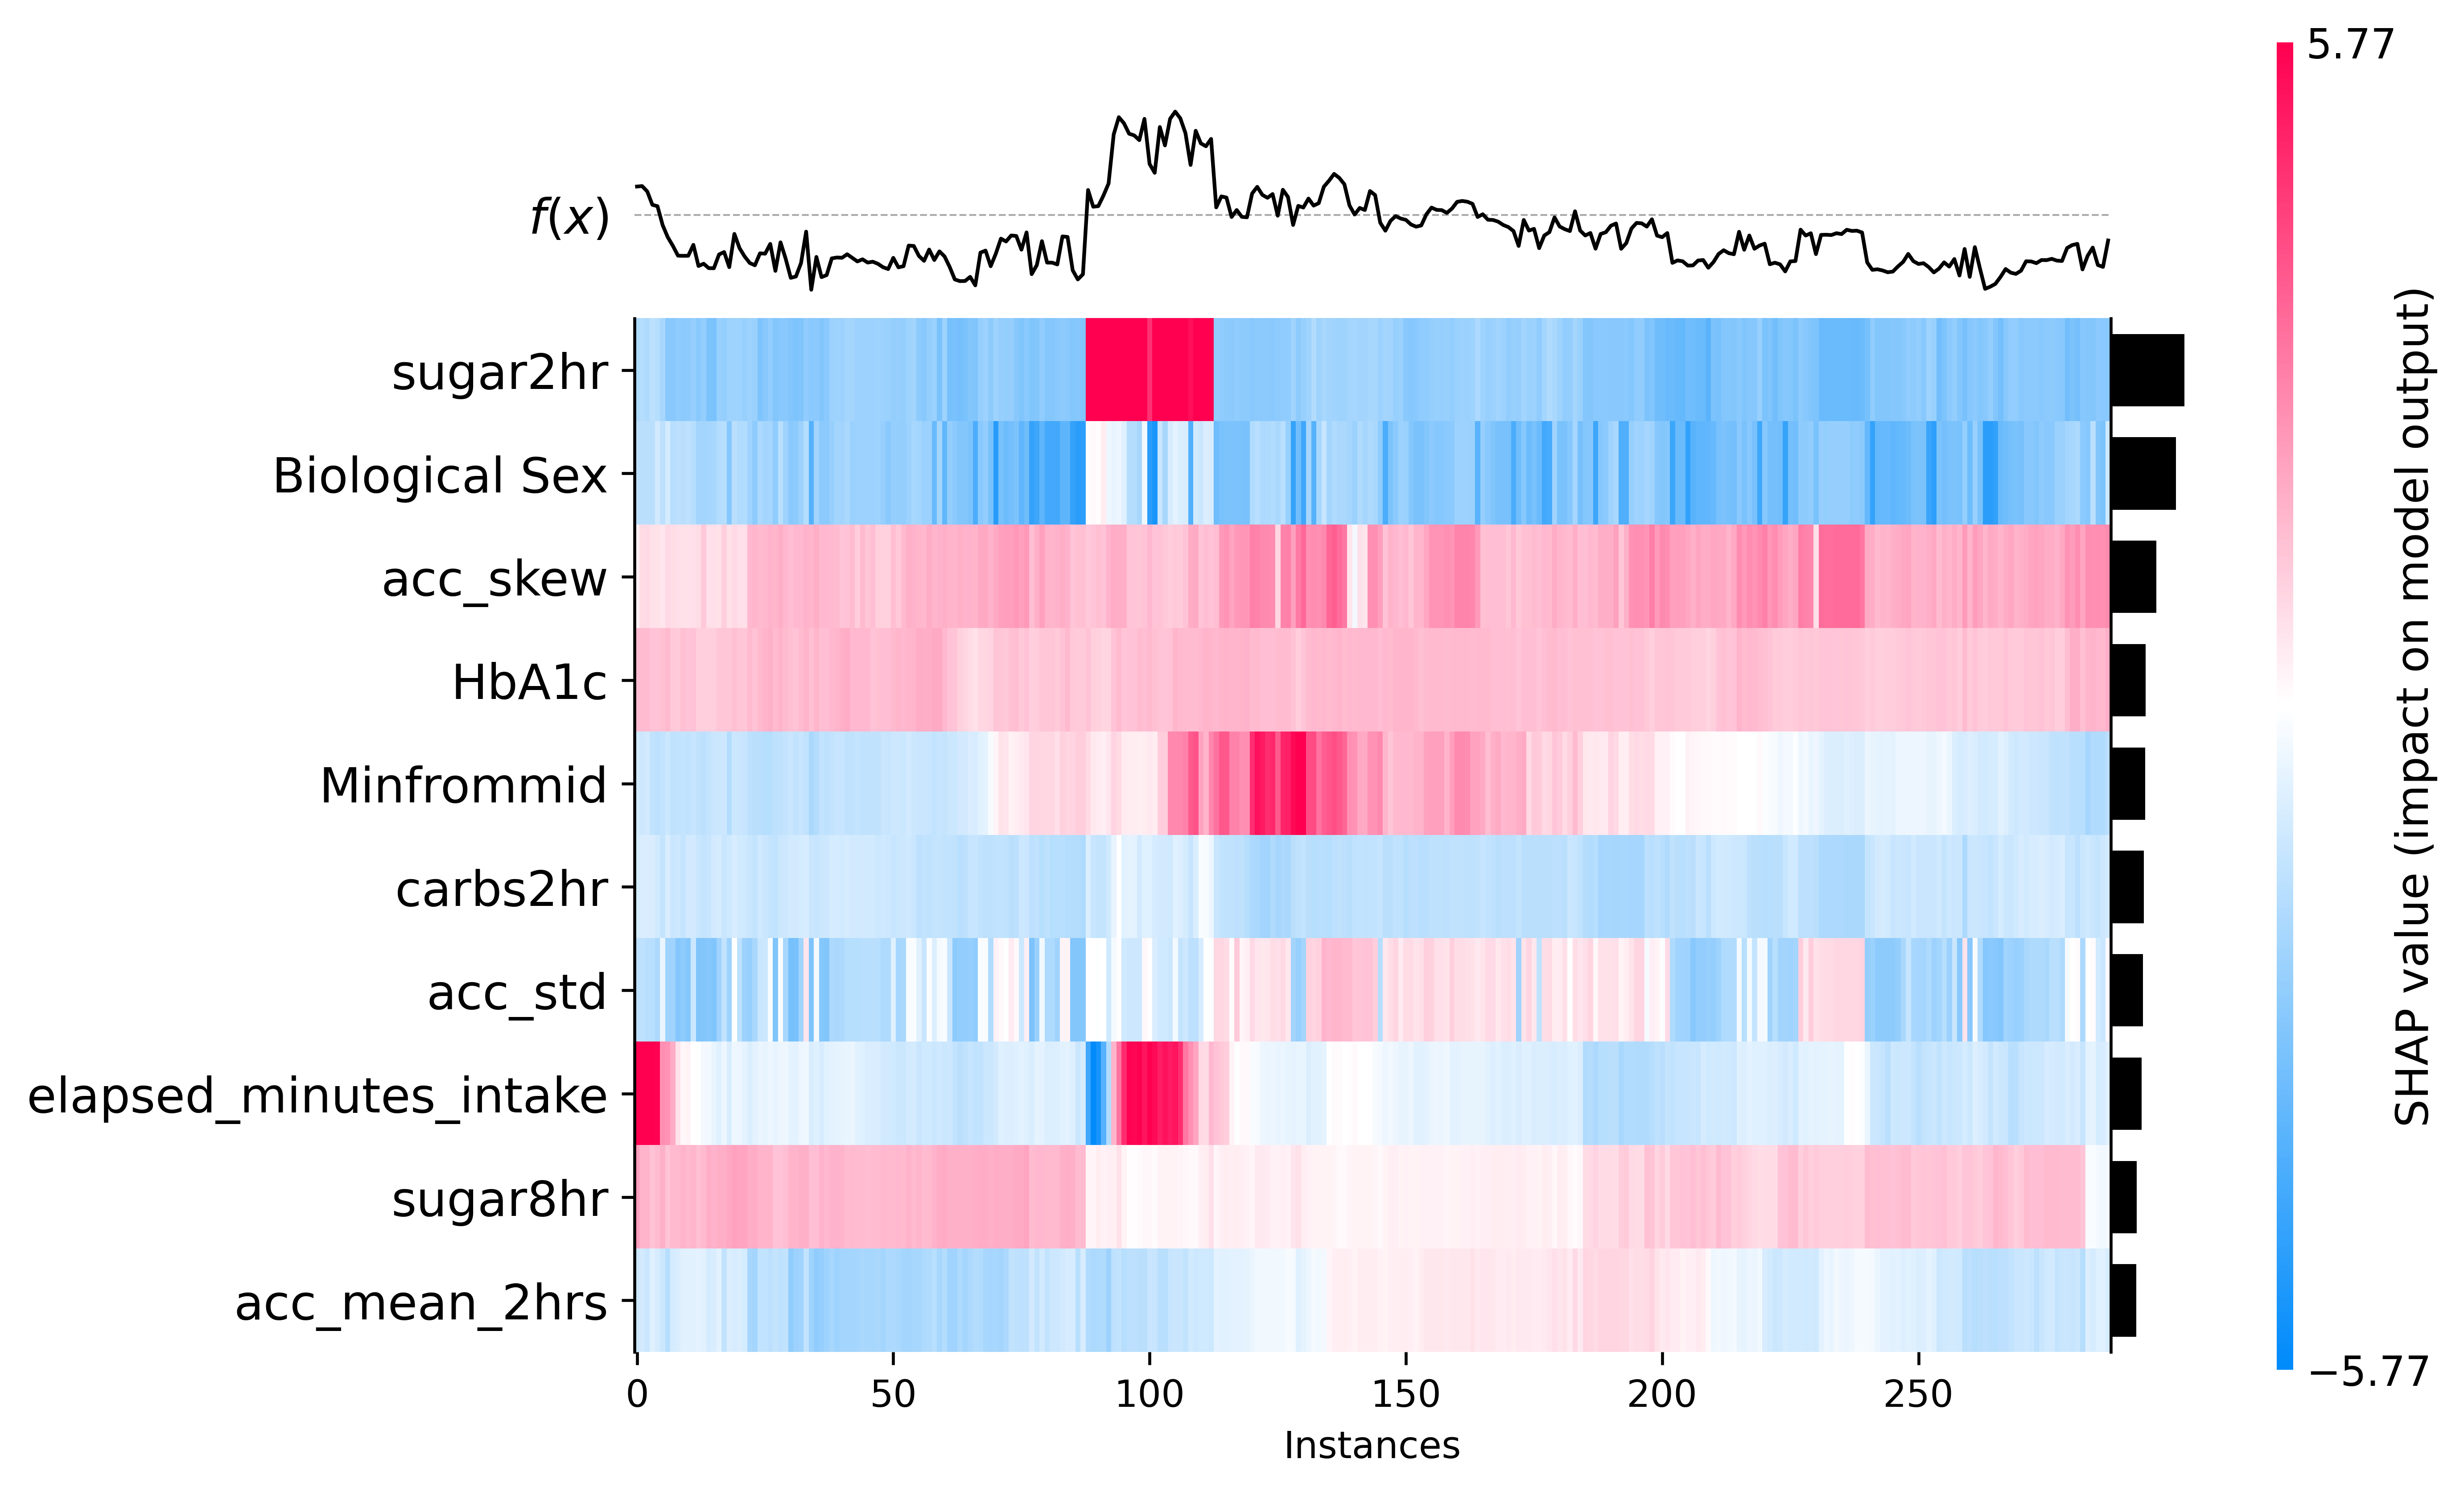 5.77
f(x)
sugar2hr
Biological Sex
acc_skew
HbA1c
Minfrommid
carbs2hr
acc_std
elapsed_minutes_intake
sugar8hr
acc_mean_2hrs
0 50 100 150 200 250
Instances
SHAP value (impact on model output)
−5.77